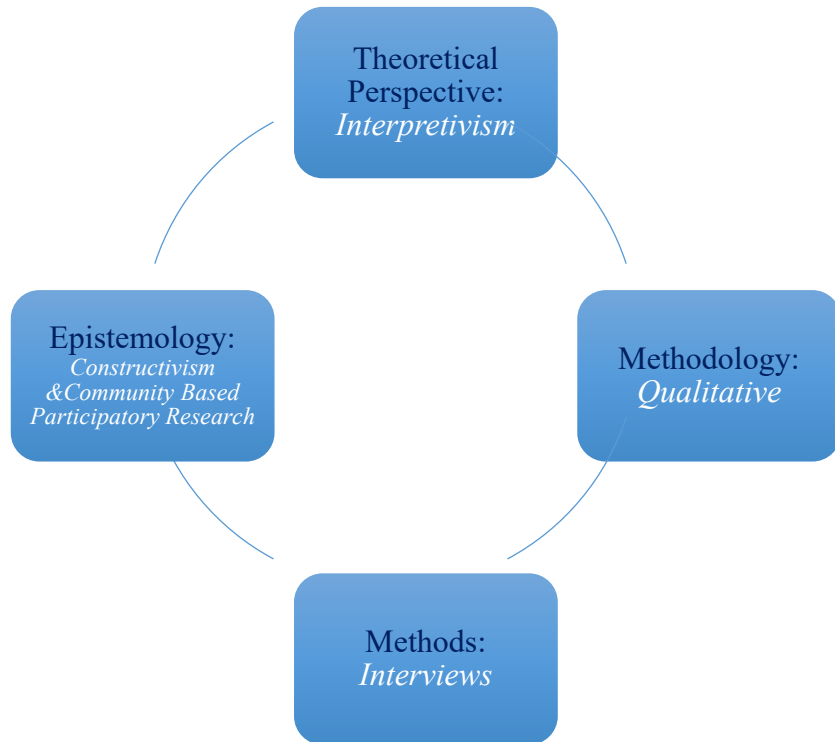 Theoretical
Perspective:
Interpretivism
Epistemology:
Constructivism
&Community Based
Participatory Research
Methodology:
Qualitative
Methods:
Interviews